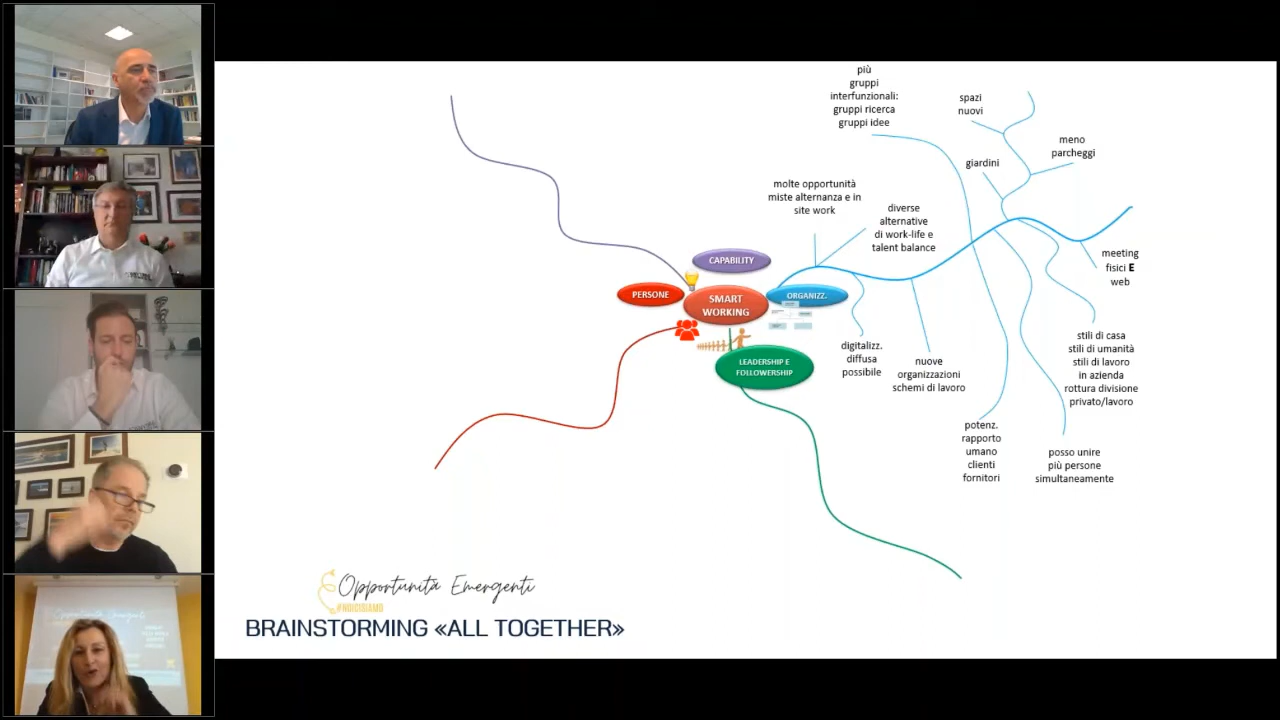 più
gruppi
interfunzionali:
gruppi ricerca
gruppi idee
spazi
nuovi
meno
parcheggi
giardini
molte opportunità
miste alternanza e in
site work
diverse
alternative
di work-life e
talent balance
meeting
fisici E
web
CAPABILITY
PERSONE
SMART
WORKING
ORGANIZZ.
LEADERSHIP E
FOLLOWERSHIP
digitalizz.
diffusa
possibile
nuove
organizzazioni
schemi di lavoro
stili di casa
stili di umanità
stili di lavoro
in azienda
rottura divisione
privato/lavoro
potenz.
rapporto
umano
clienti
fornitori
posso unire
più persone
simultaneamente
Opportunità Emergenti
#NOICISIAMO
BRAINSTORMING «ALL TOGETHER»
Opportunità Emergenti